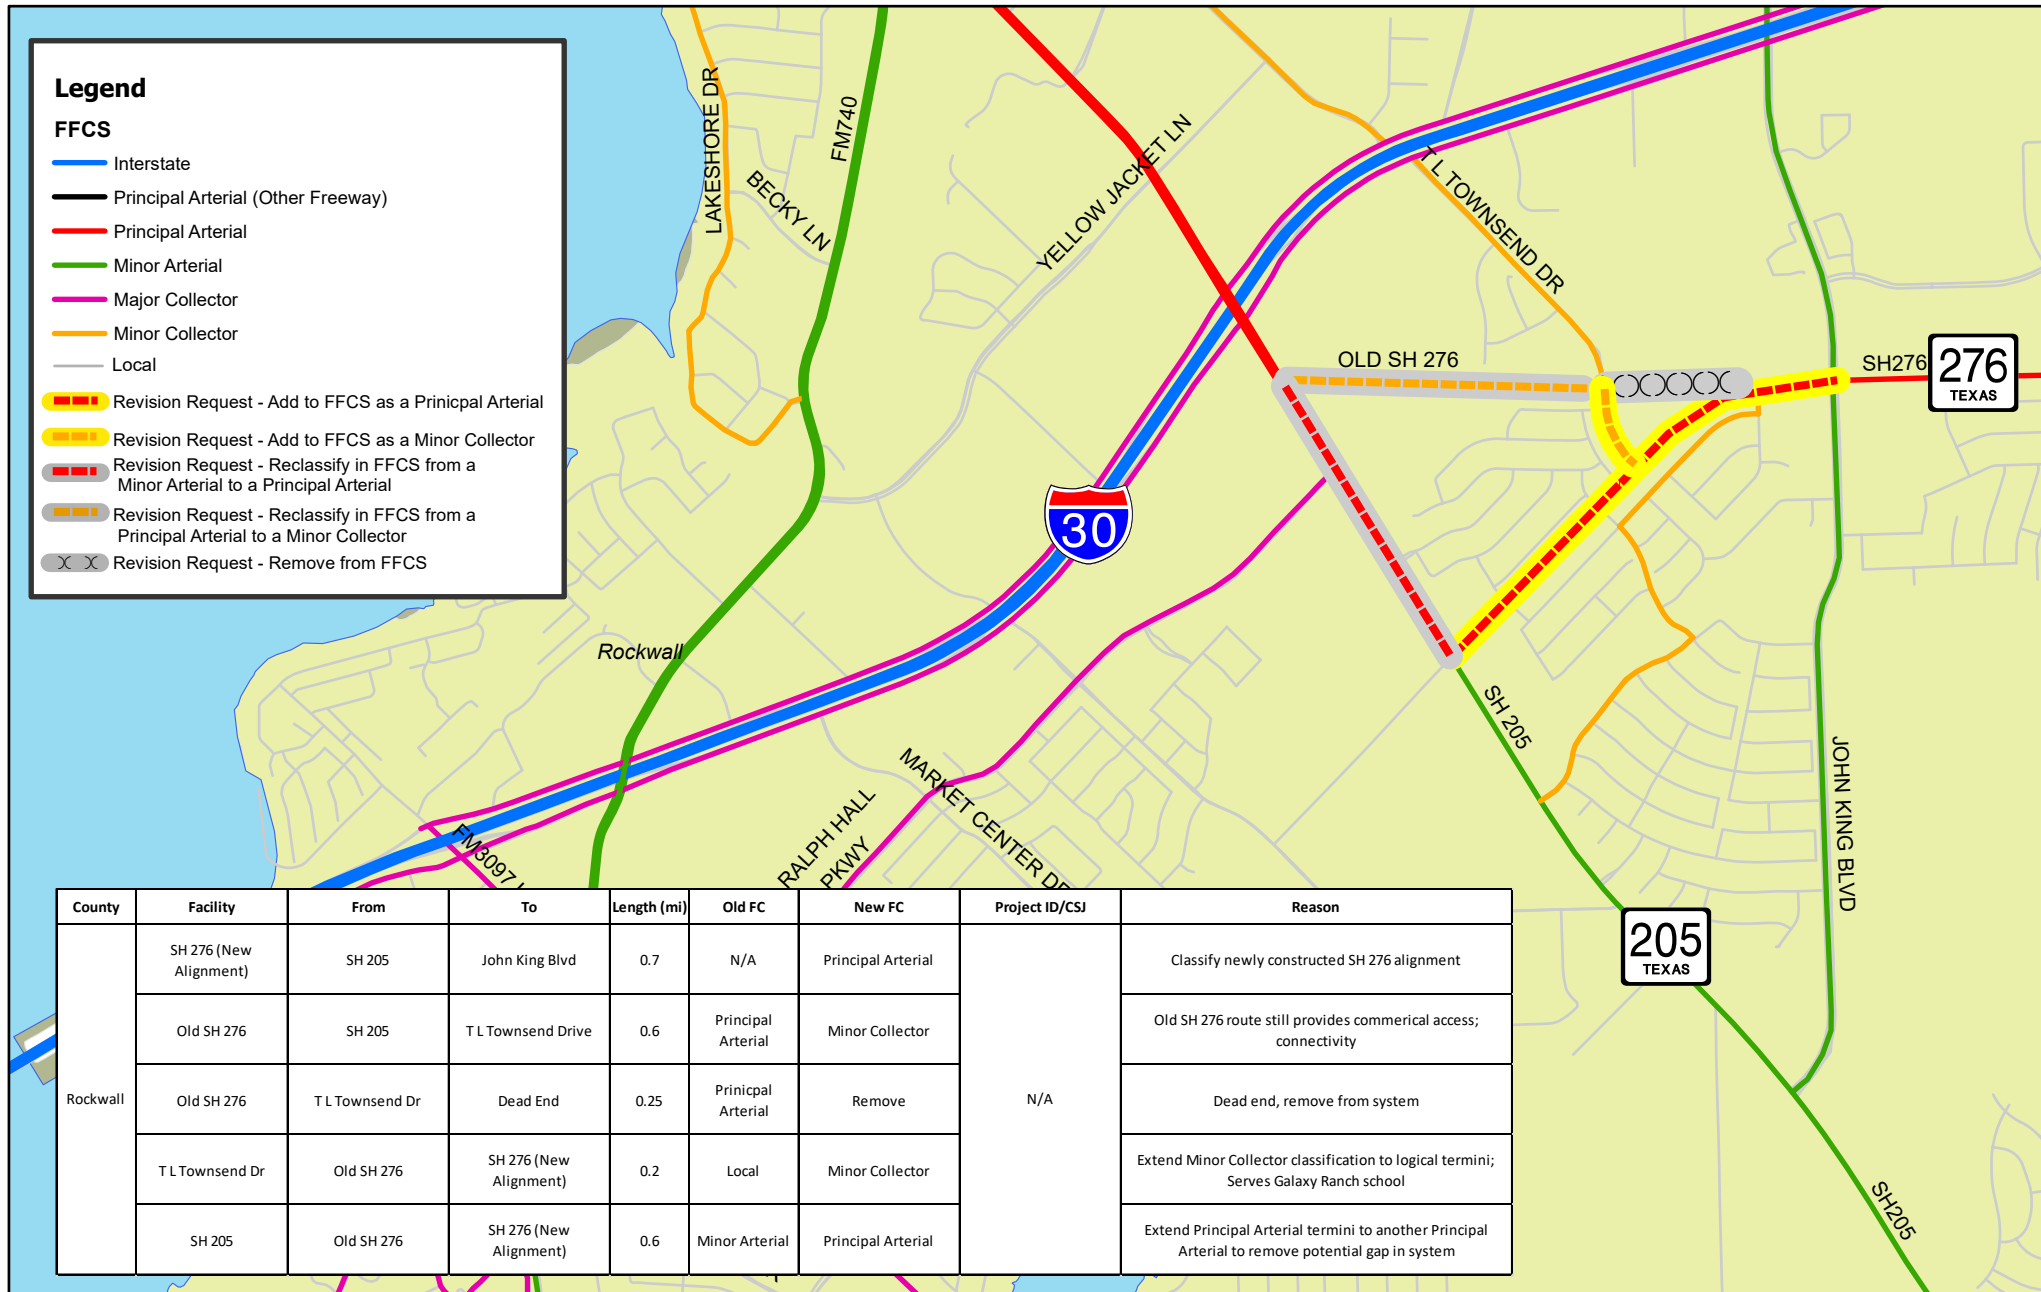 Legend
FFCS
Interstate
Principal Arterial (Other Freeway)
Principal Arterial
Minor Arterial
Major Collector
Minor Collector
Local
Revision Request - Add to FFCS as a Prinicpal Arterial
Revision Request - Add to FFCS as a Minor Collector
Revision Request - Reclassify in FFCS from a
Minor Arterial to a Principal Arterial
Revision Request - Reclassify in FFCS from a
Principal Arterial to a Minor Collector
Revision Request - Remove from FFCS
LAKESHORE DR
BECKY LN
FM740
YELLOW JACKET LN
T L TOWNSEND DR
OLD SH 276
SH276
276
TEXAS
30
Rockwall
SH 205
JOHN KING BLVD
MARKET CENTER DR
RALPH HALL
PKWY
FM3097
205
TEXAS
SH205
County Facility From To Length (mi) Old FC New FC Project ID/CSJ Reason
Rockwall
N/A
SH 276 (New
Alignment)
SH 205
John King Blvd
0.7
N/A
Principal Arterial
Classify newly constructed SH 276 alignment
Old SH 276
SH 205
T L Townsend Drive
0.6
Principal
Arterial
Minor Collector
Old SH 276 route still provides commerical access;
connectivity
Old SH 276
T L Townsend Dr
Dead End
0.25
Prinicpal
Arterial
Remove
Dead end, remove from system
T L Townsend Dr
Old SH 276
SH 276 (New
Alignment)
0.2
Local
Minor Collector
Extend Minor Collector classification to logical termini;
Serves Galaxy Ranch school
SH 205
Old SH 276
SH 276 (New
Alignment)
0.6
Minor Arterial
Principal Arterial
Extend Principal Arterial termini to another Principal
Arterial to remove potential gap in system